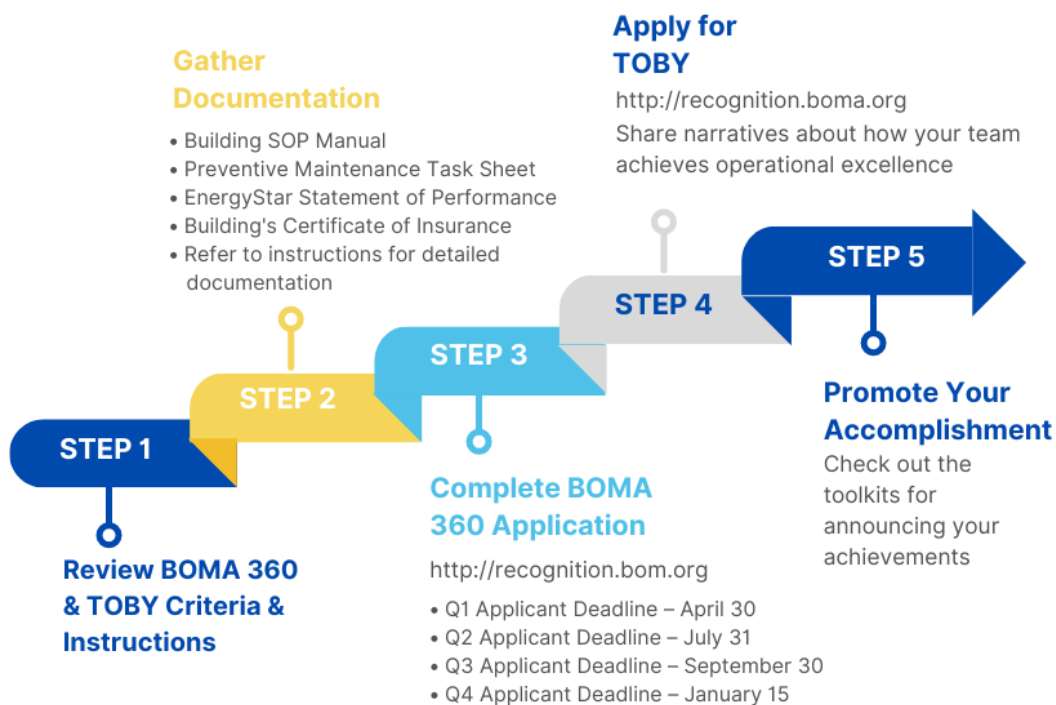 STEP 1
Review BOMA 360
& TOBY Criteria &
Instructions
STEP 2
Gather
Documentation
• Building SOP Manual
• Preventive Maintenance Task Sheet
• EnergyStar Statement of Performance
• Building's Certificate of Insurance
• Refer to instructions for detailed
documentation
STEP 3
Complete BOMA
360 Application
http://recognition.bom.org
• Q1 Applicant Deadline – April 30
• Q2 Applicant Deadline – July 31
• Q3 Applicant Deadline – September 30
• Q4 Applicant Deadline – January 15
STEP 4
Apply for
TOBY
http://recognition.boma.org
Share narratives about how your team
achieves operational excellence
STEP 5
Promote Your
Accomplishment
Check out the
toolkits for
announcing your
achievements